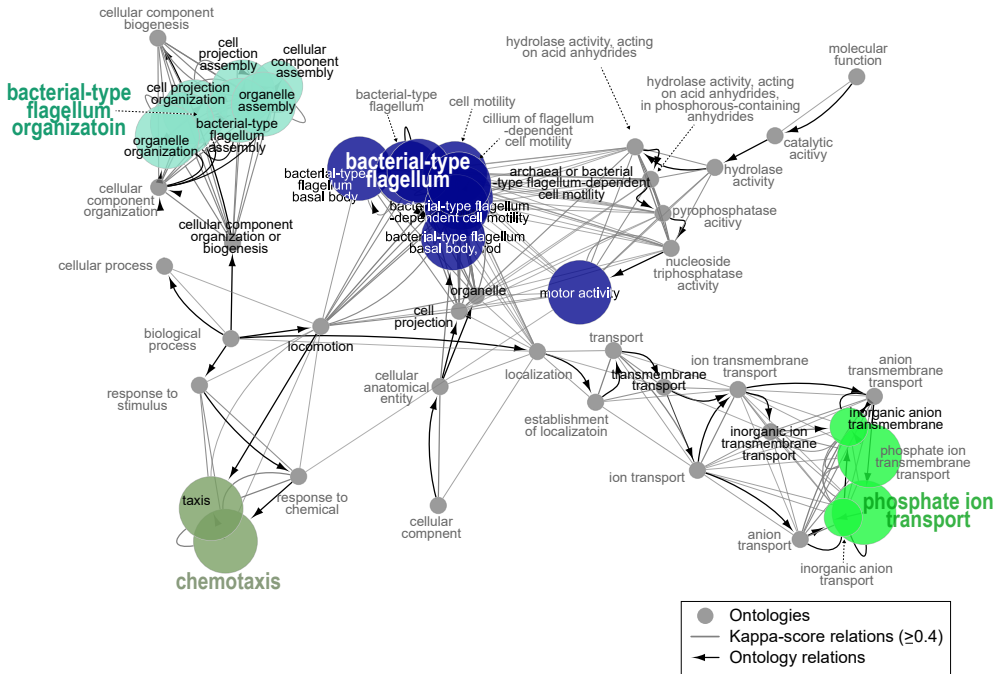 cellular component
biogenesis
cell
projection
assembly
cellular
component
assembly
bacterial-type
flagellum
organizatoin
cell projection
organization
organelle
assembly
organelle
organization
bacterial-type
flagellum
assembly
cellular
component
organization
cellular component
organization or
biogenesis
cellular process
biological
process
response to
stimulus
locomotion
taxis
chemotaxis
response to
chemical
bacterial-type
flagellum
cell motility
cillium of flagellum
-dependent
cell motility
bacterial-type
flagellum
bacterial-type
flagellum
basal body
archaeal or bacterial
-type flagellum-dependent
cell motility
bacterial-type flagellum
-dependent cell motility
bacterial-type flagellum
basal body, rod
motor activity
organelle
cell
projection
cellular
anatomical
entity
cellular
compnent
hydrolase activity, acting
on acid anhydrides
hydrolase activity, acting
on acid anhydrides,
in phosphorous-containing
anhydrides
molecular
function
catalytic
acitivy
hydrolase
activity
pyrophosphatase
acitivy
nucleoside
triphosphatase
activity
localization
establishment
of localizatoin
transport
transmembrane
transport
ion transmembrane
transport
anion
transmembrane
transport
inorganic anion
transmembrane
inorganic ion
transmembrane
transport
phosphate ion
transmembrane
transport
ion transport
phosphate ion
transport
anion
transport
inorganic anion
transport
Ontologies
Kappa-score relations (≥0.4)
Ontology relations